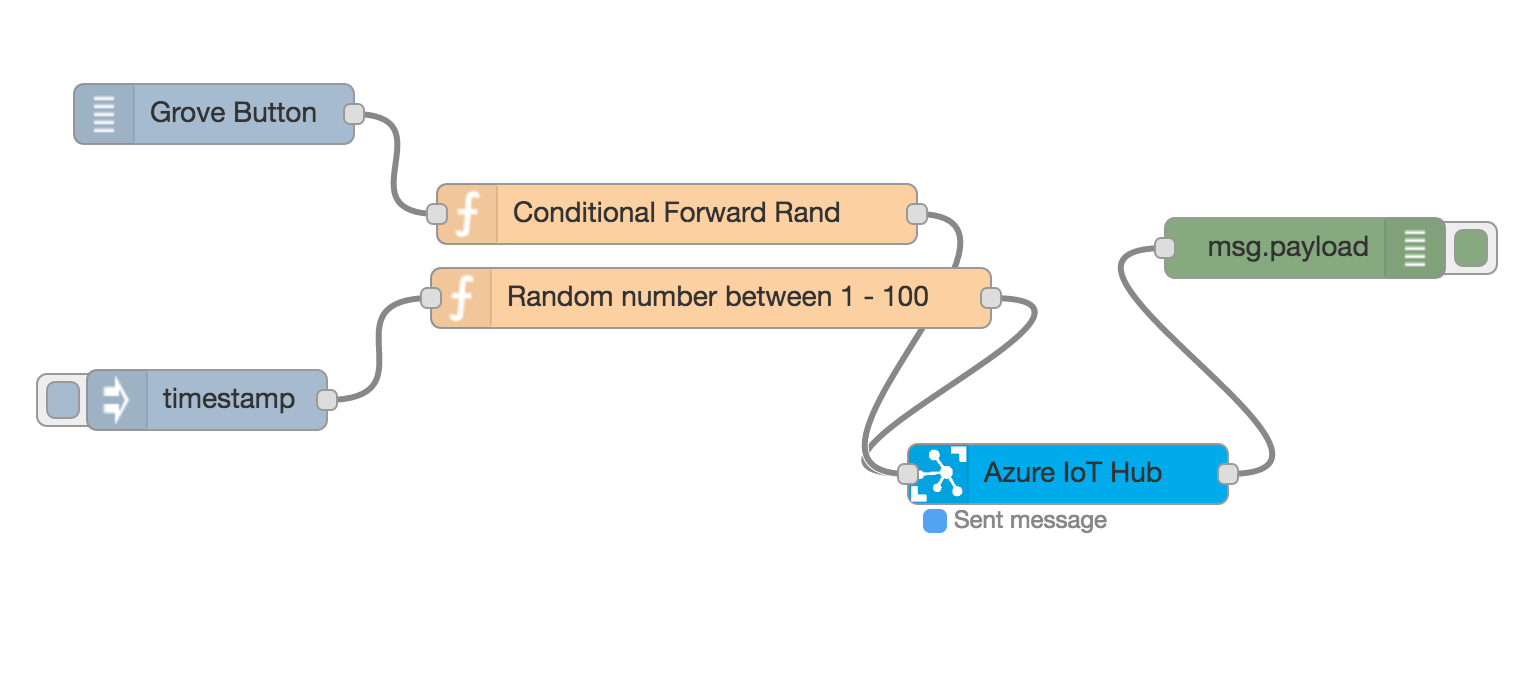 Grove Button
Conditional Forward Rand
msg.payload
Random number between 1 - 100
timestamp
Azure IoT Hub
Sent message